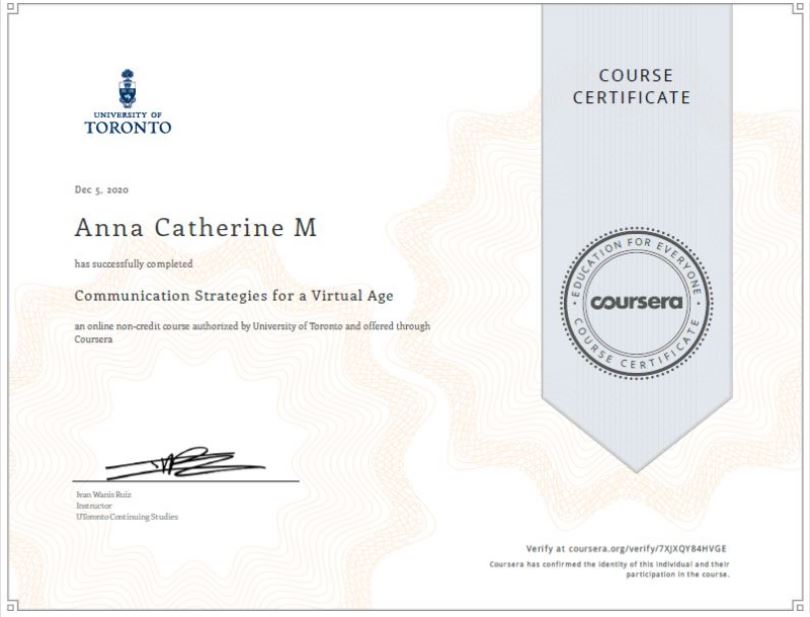 UNIVERSITY OF
TORONTO
COURSE
CERTIFICATE
Dec 5, 2020
Anna Catherine M
has successfully completed
Communication Strategies for a Virtual Age
an online non-credit course authorized by University of Toronto and offered through
Coursera
EDUCATION FOR EVERYONE
coursera
COURSE CERTIFICATE
Ivan Wanis Ruiz
Instructor
UToronto Continuing Studies
Verify at coursera.org/verify/7XJXQY84HVGE
Coursera has confirmed the identity of this individual and their
participation in the course.